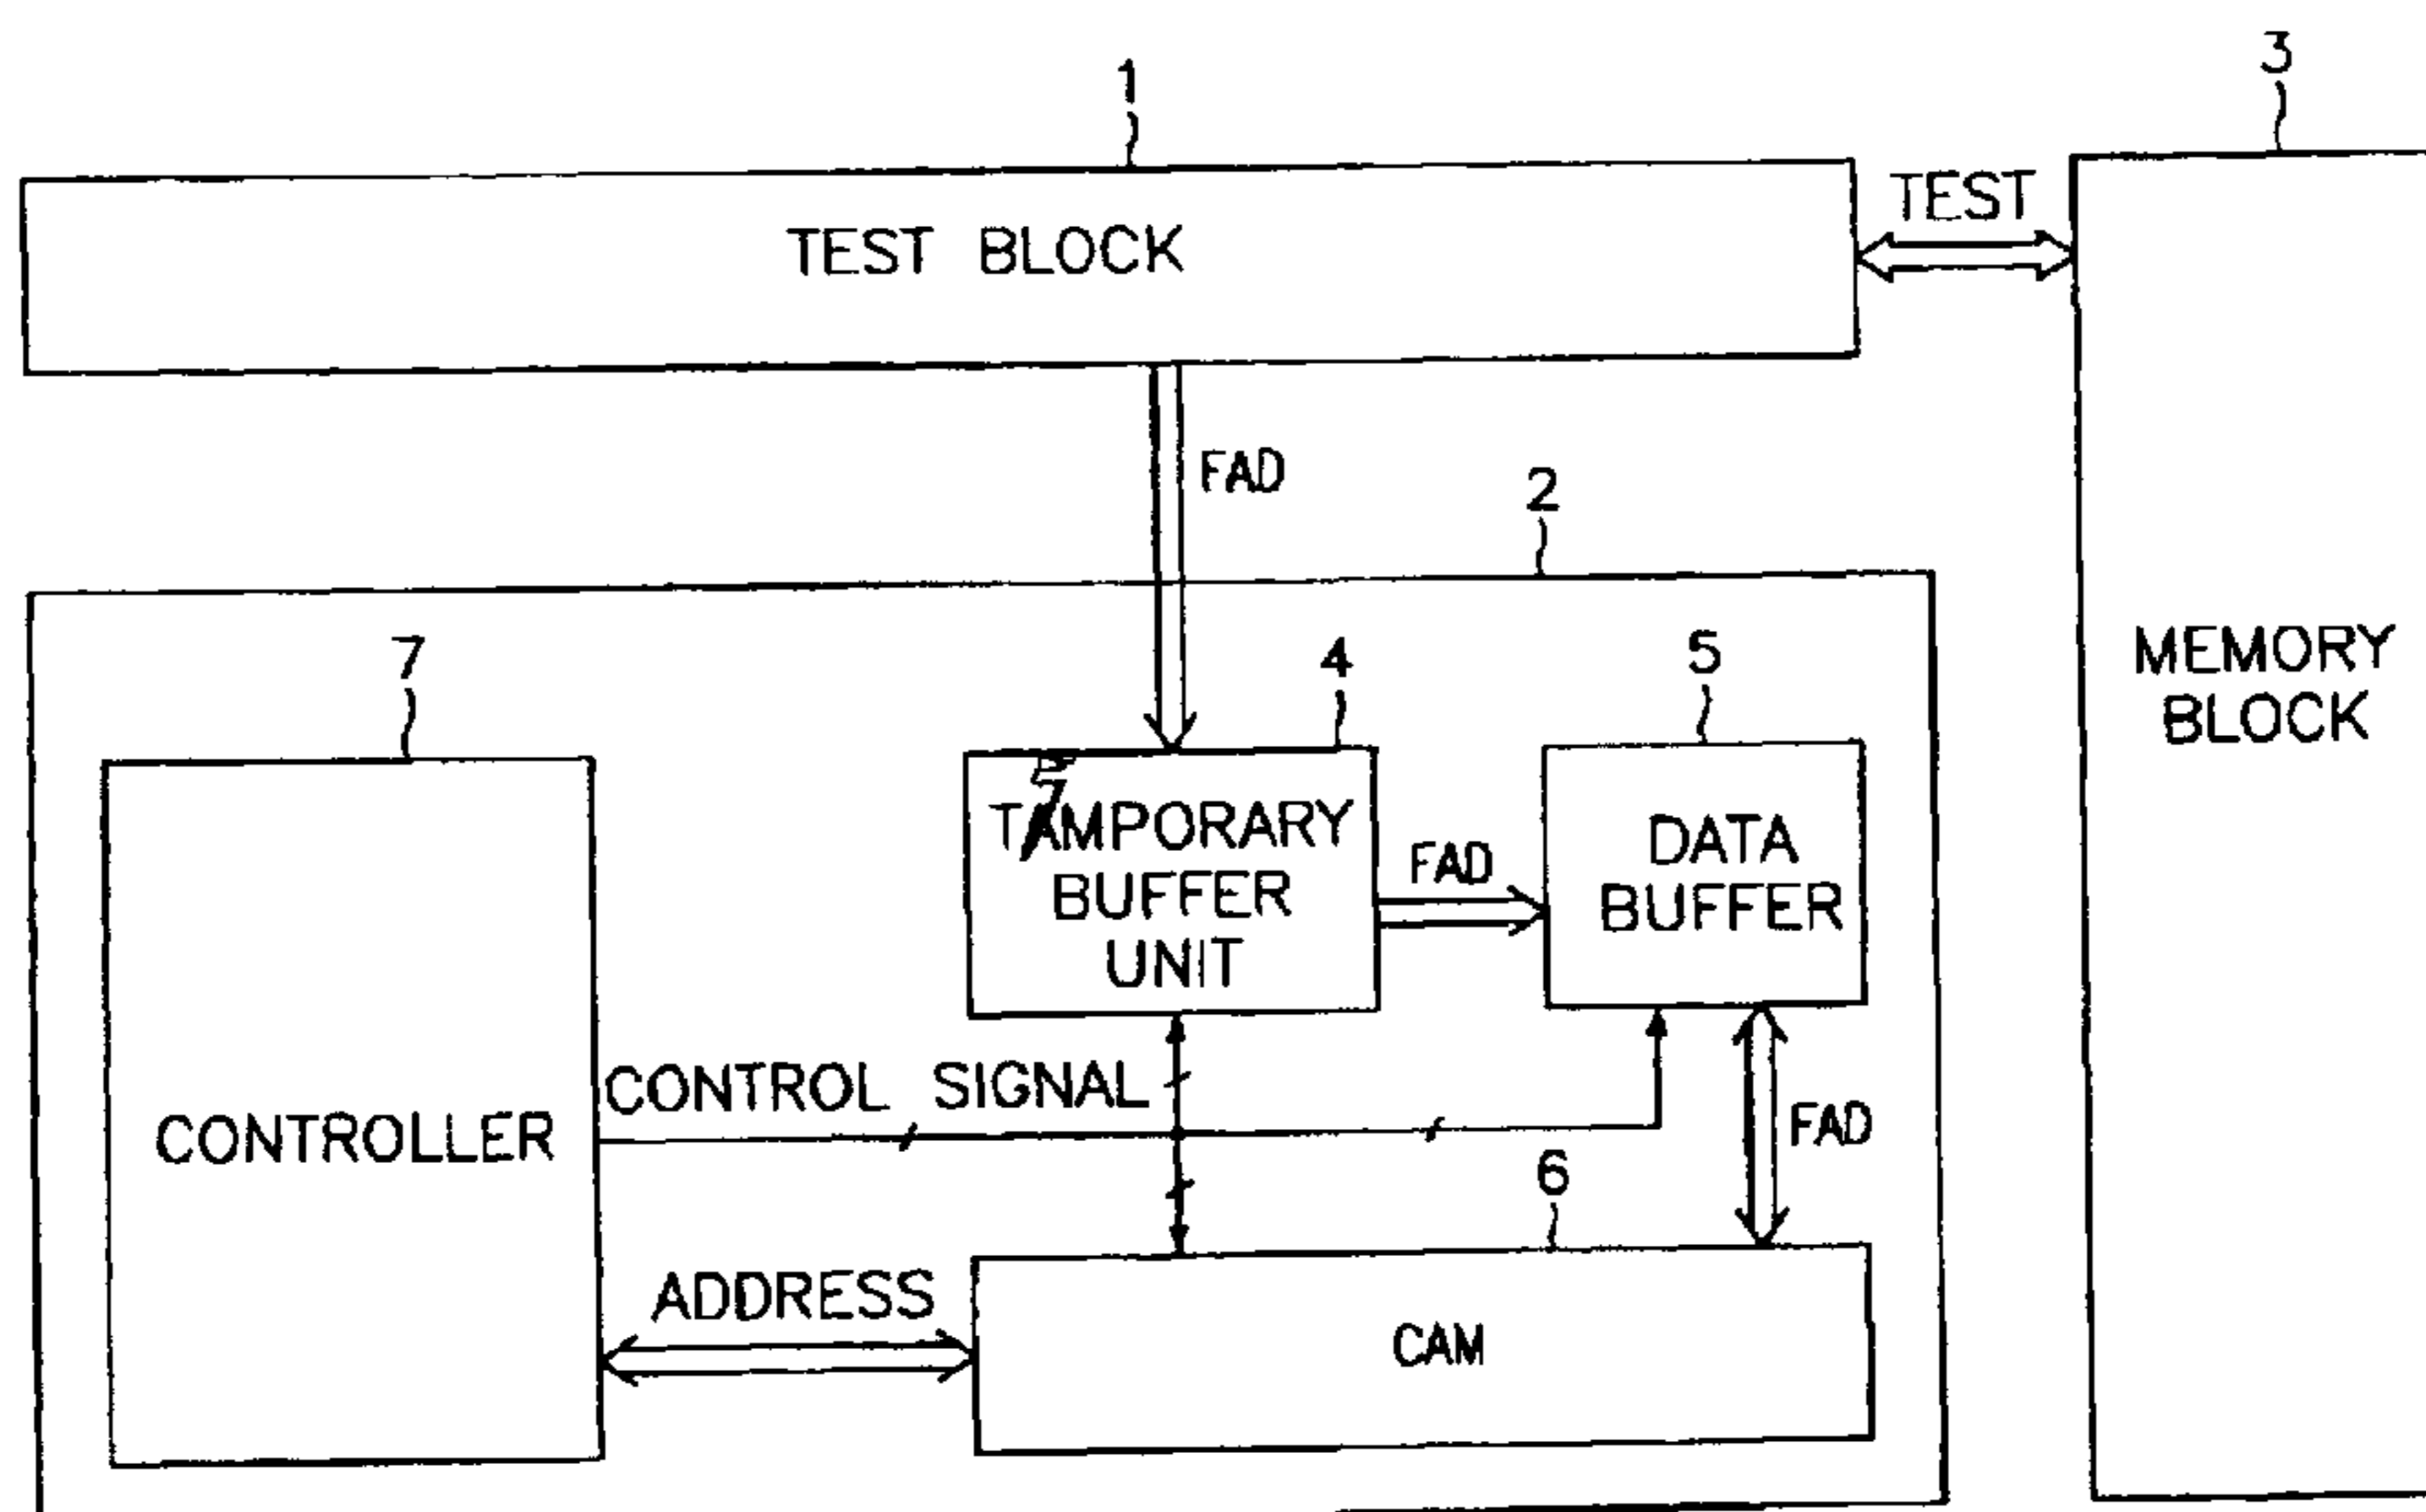 1
3
TEST BLOCK
TEST
FAD
2
7
4
5
MEMORY
BLOCK
TAMPORARY
BUFFER
UNIT
FAD
DATA
BUFFER
CONTROL SIGNAL
CONTROLLER
FAD
6
ADDRESS
CAM